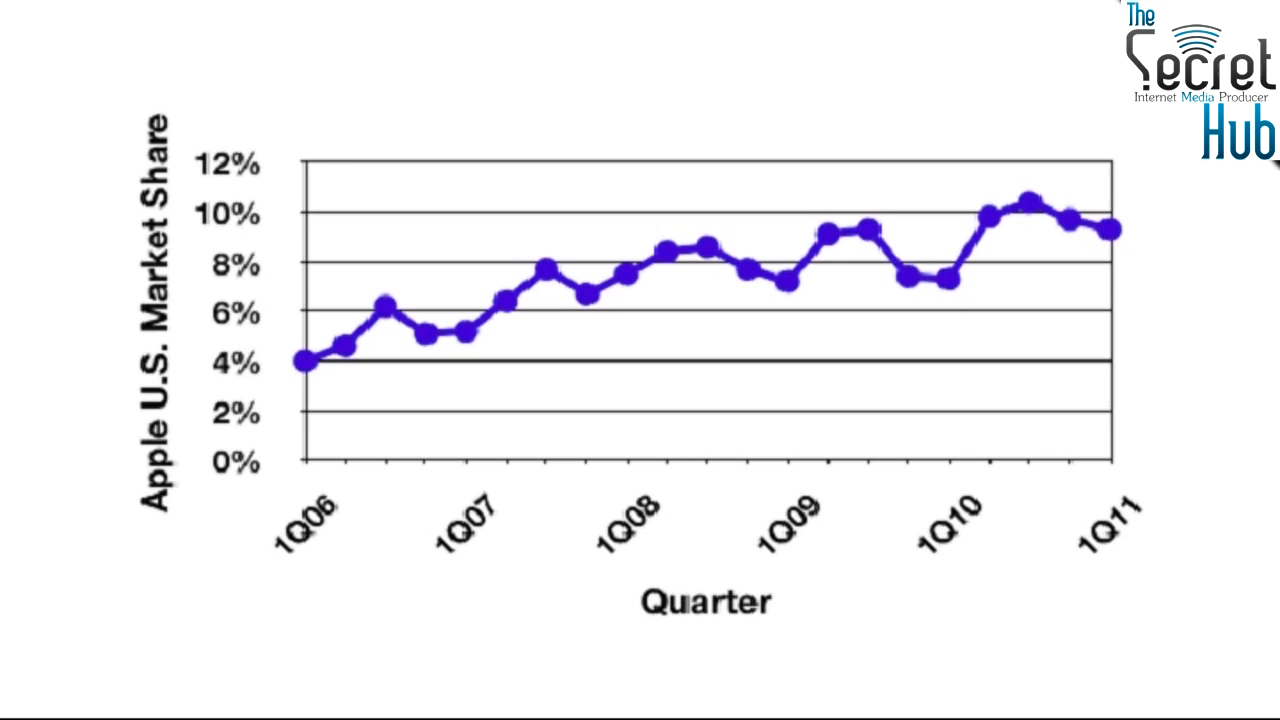 The
Secret
Internet Media Producer
Hub
Apple U.S. Market Share
12%
10%
8%
6%
4%
2%
0%
1Q06
1Q07
1Q08
1Q09
1Q10
1Q11
Quarter